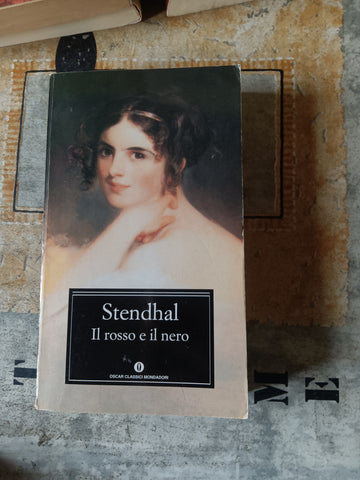 Stendhal
Il rosso e il nero
OSCAR CLASSICI MONDADORI
T
M
E